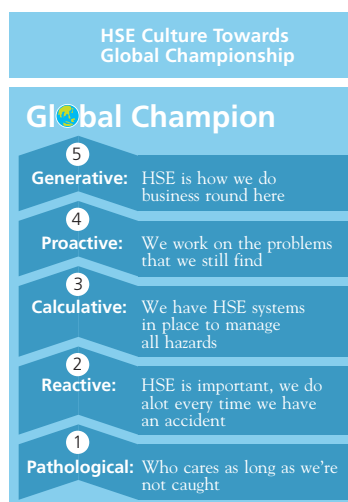 HSE Culture Towards
Global Championship
Global Champion
5
Generative: HSE is how we do
business round here
4
Proactive: We work on the problems
that we still find
3
Calculative: We have HSE systems
in place to manage
all hazards
2
Reactive: HSE is important, we do
alot every time we have
an accident
1
Pathological: Who cares as long as we're
not caught